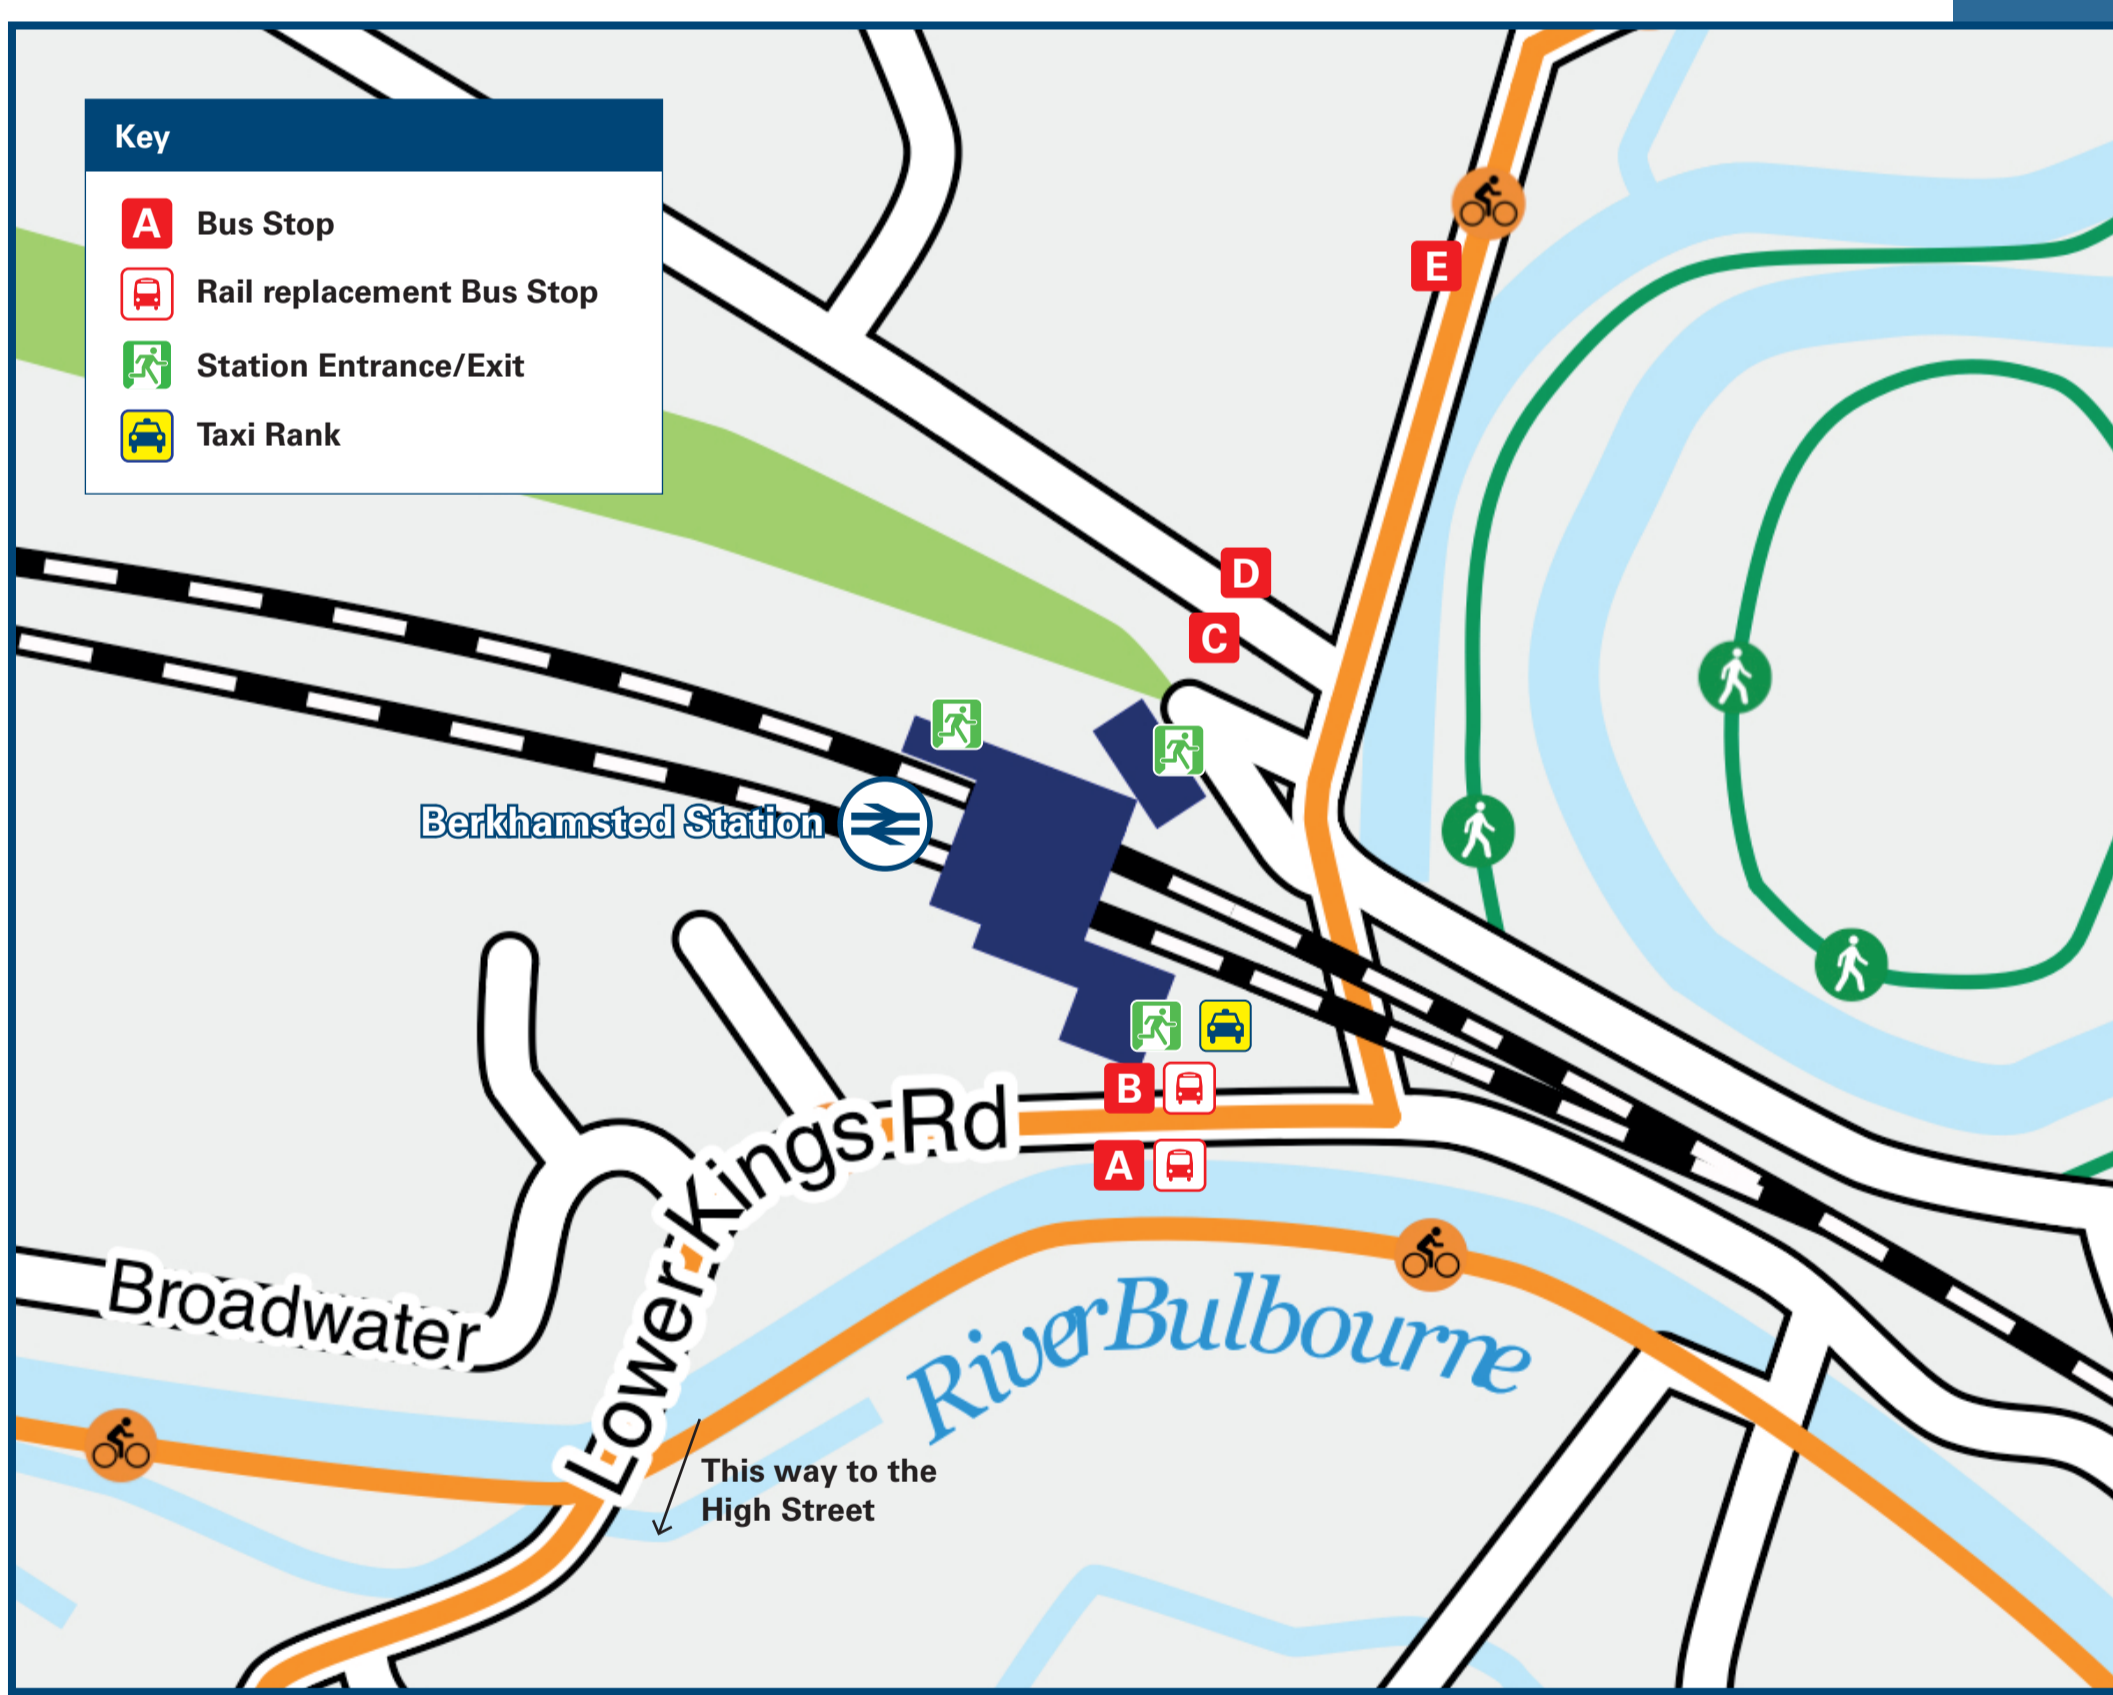 Key
A Bus Stop
Rail replacement Bus Stop
Station Entrance/Exit
Taxi Rank
E
D
C
Berkhamsted Station
B
A
Lower Kings Rd
Broadwater
River Bulbourne
This way to the
High Street